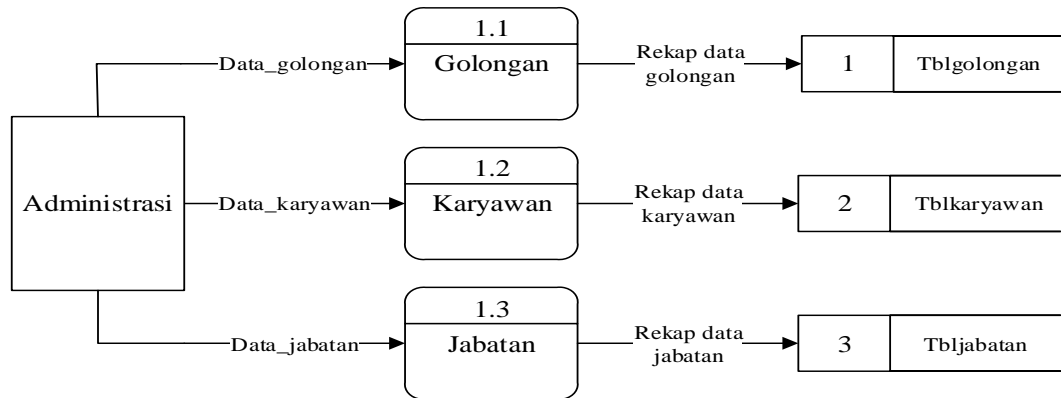 1.1
Data_golongan
Golongan
Rekap data
golongan
1
Tblgolongan
Administrasi
1.2
Data_karyawan
Karyawan
Rekap data
karyawan
2
Tblkaryawan
1.3
Data_jabatan
Jabatan
Rekap data
jabatan
3
Tbljabatan